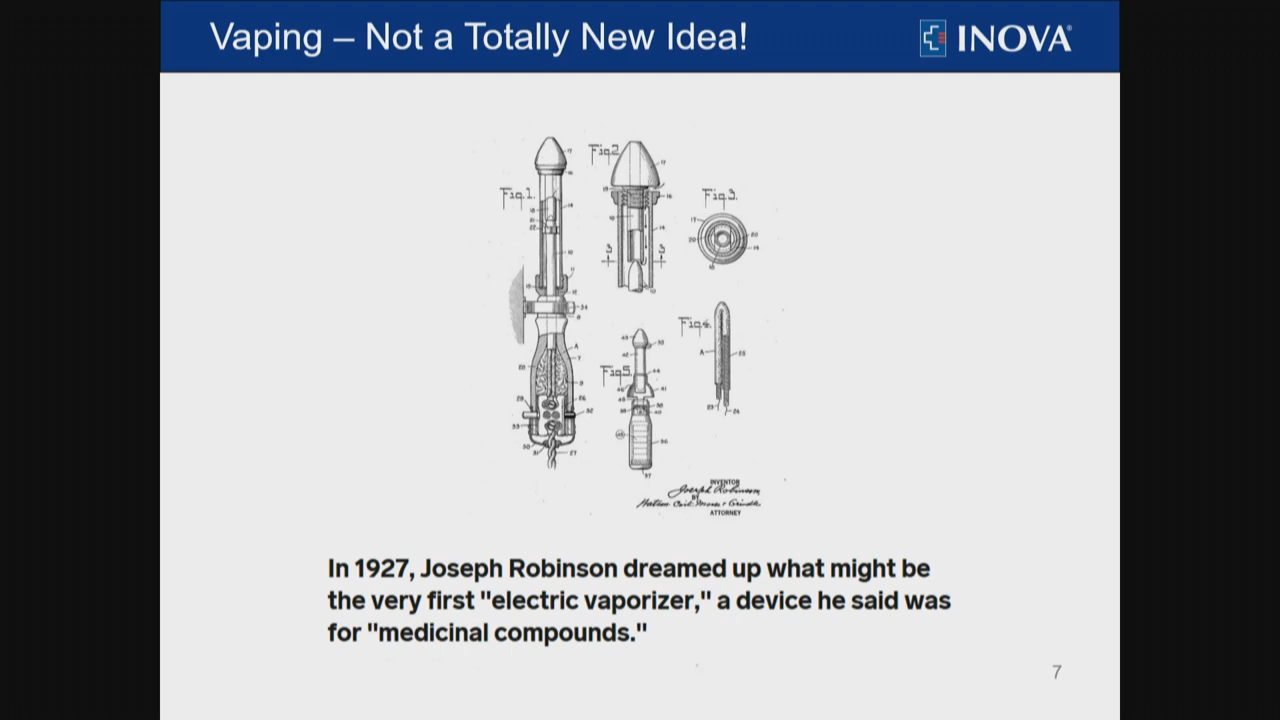 Vaping – Not a Totally New Idea!
INOVA®
Fig.1.
Fig.2
Fig.3.
Fig.4.
Fig.5
INVENTOR
Joseph Robinson,
BY
ATTORNEY
In 1927, Joseph Robinson dreamed up what might be
the very first "electric vaporizer," a device he said was
for "medicinal compounds."
7